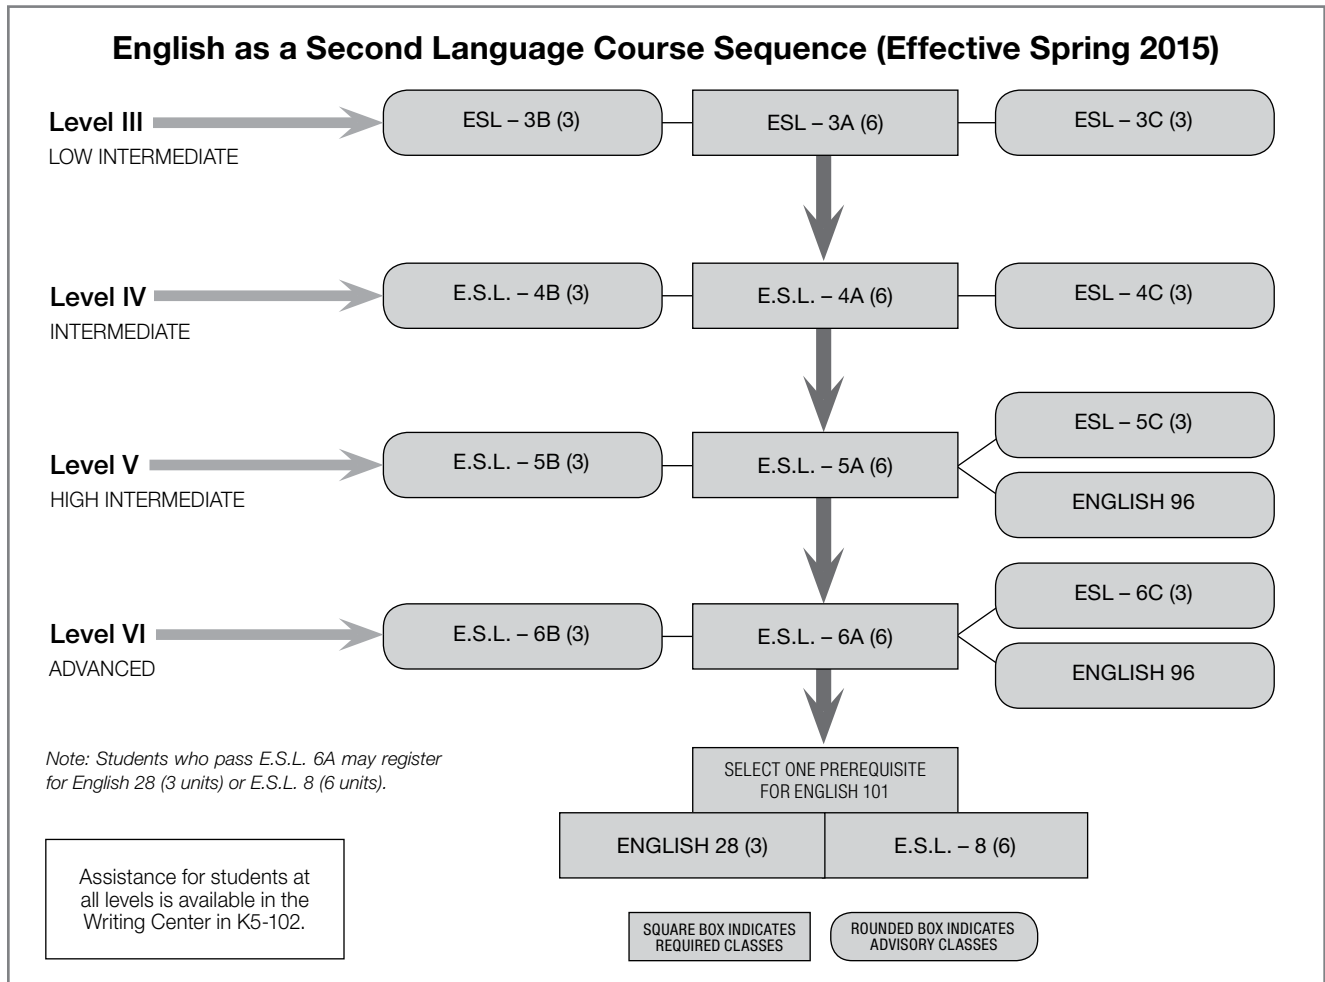 English as a Second Language Course Sequence (Effective Spring 2015)
Level III
LOW INTERMEDIATE
ESL – 3B (3)
ESL – 3A (6)
ESL – 3C (3)
Level IV
INTERMEDIATE
E.S.L. – 4B (3)
E.S.L. – 4A (6)
ESL – 4C (3)
Level V
HIGH INTERMEDIATE
E.S.L. – 5B (3)
E.S.L. – 5A (6)
ESL – 5C (3)
ENGLISH 96
Level VI
ADVANCED
E.S.L. – 6B (3)
E.S.L. – 6A (6)
ESL – 6C (3)
ENGLISH 96
Note: Students who pass E.S.L. 6A may register
for English 28 (3 units) or E.S.L. 8 (6 units).
SELECT ONE PREREQUISITE
FOR ENGLISH 101
ENGLISH 28 (3)
E.S.L. – 8 (6)
Assistance for students at
all levels is available in the
Writing Center in K5-102.
SQUARE BOX INDICATES
REQUIRED CLASSES
ROUNDED BOX INDICATES
ADVISORY CLASSES